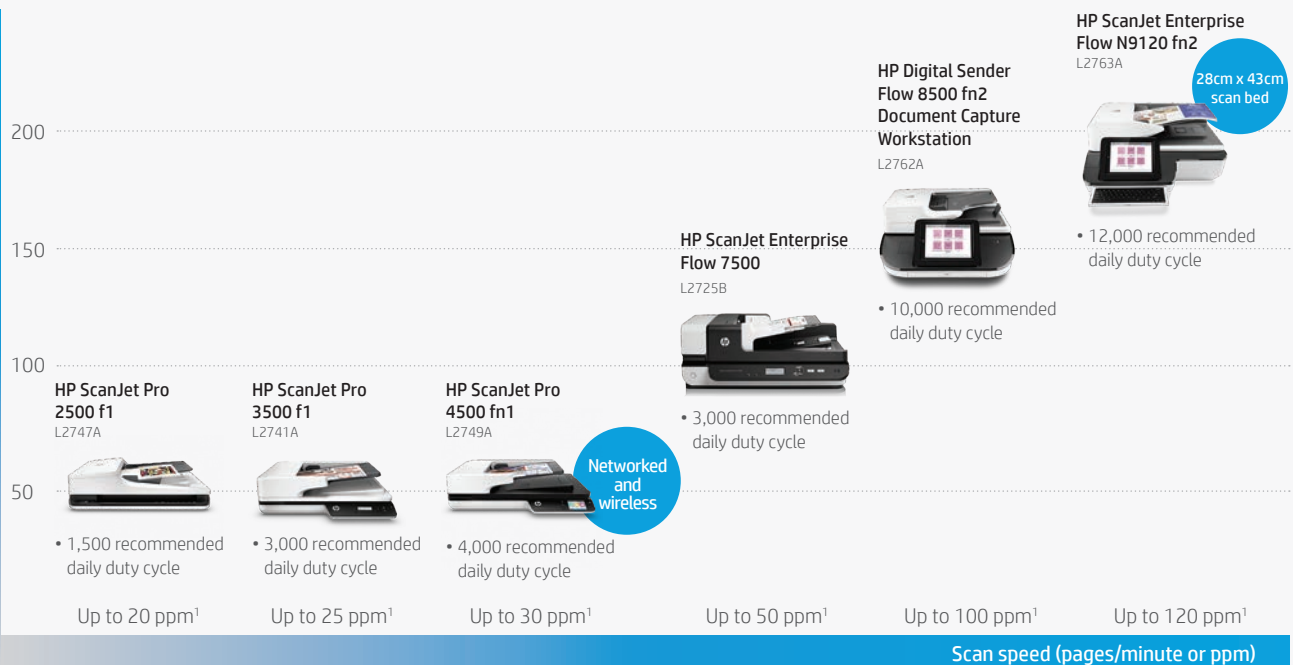 HP ScanJet Enterprise
Flow N9120 fn2
L2763A
28cm x 43cm
scan bed
HP Digital Sender
Flow 8500 fn2
Document Capture
Workstation
L2762A
200
• 12,000 recommended
daily duty cycle
HP ScanJet Enterprise
Flow 7500
L2725B
150
• 10,000 recommended
daily duty cycle
100
HP ScanJet Pro
2500 f1
L2747A
HP ScanJet Pro
3500 f1
L2741A
HP ScanJet Pro
4500 fn1
L2749A
• 3,000 recommended
daily duty cycle
Networked
and
wireless
50
• 1,500 recommended
daily duty cycle
• 3,000 recommended
daily duty cycle
• 4,000 recommended
daily duty cycle
Up to 20 ppm¹
Up to 25 ppm¹
Up to 30 ppm¹
Up to 50 ppm¹
Up to 100 ppm¹
Up to 120 ppm¹
Scan speed (pages/minute or ppm)